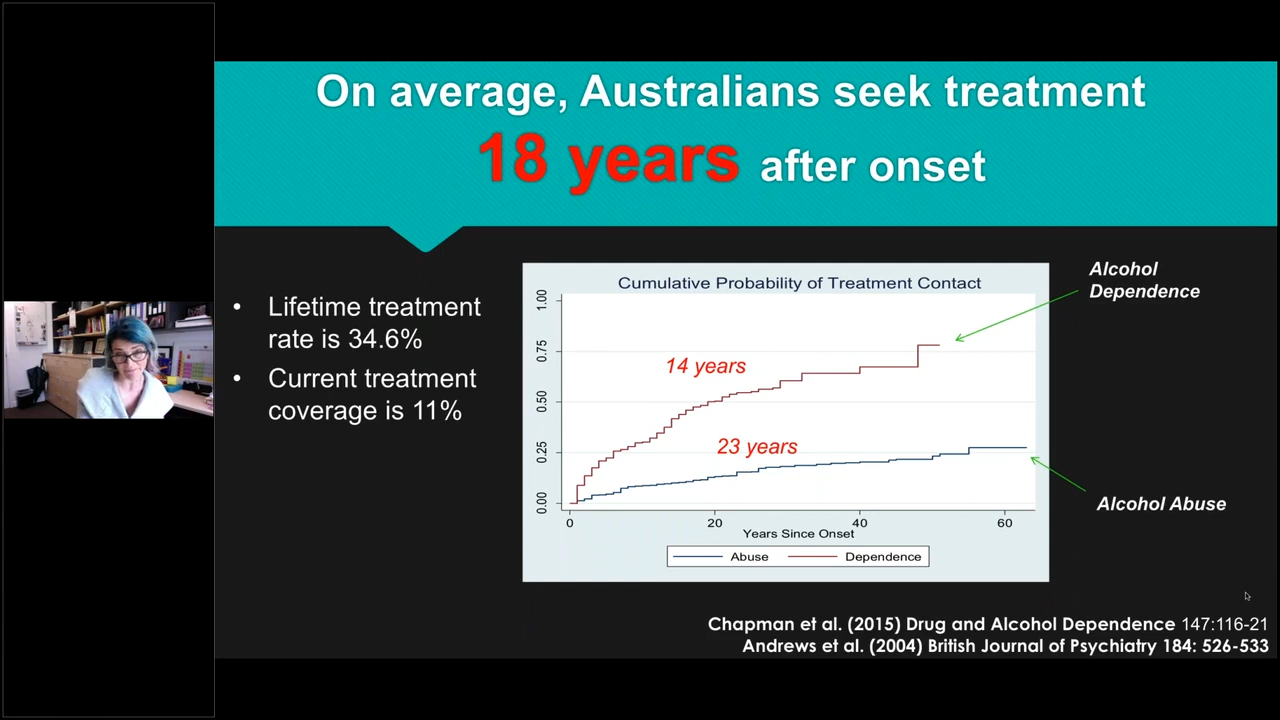 On average, Australians seek treatment
18 years after onset
• Lifetime treatment
rate is 34.6%
• Current treatment
coverage is 11%
Cumulative Probability of Treatment Contact
1.00
0.75
0.50
0.25
0.00
14 years
23 years
0 20 40 60
Years Since Onset
Abuse Dependence
Alcohol
Dependence
Alcohol Abuse
Chapman et al. (2015) Drug and Alcohol Dependence 147:116-21
Andrews et al. (2004) British Journal of Psychiatry 184: 526-533